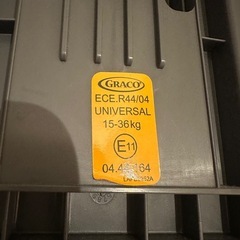 GRACO
ECE.R44/04
UNIVERSAL
15-36kg
E11